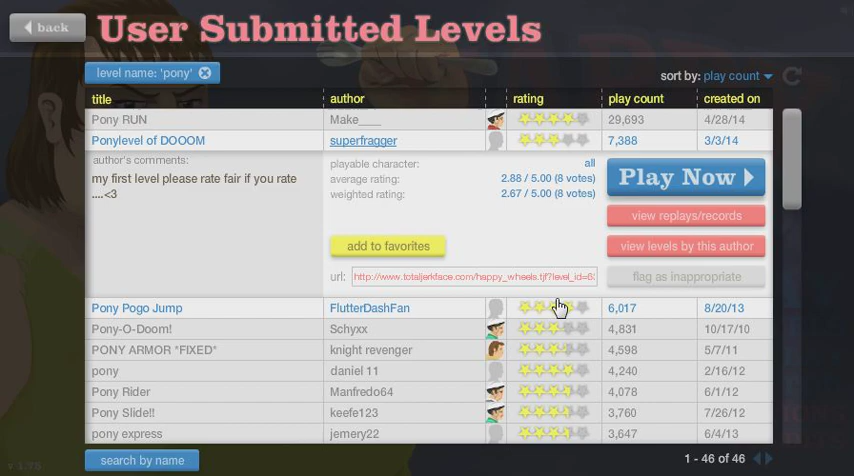 back
User Submitted Levels
level name: 'pony'
sort by: play count
title author rating play count created on
Pony RUN Make___ 29,693 4/28/14
Ponylevel of DOOOM superfragger 7,388 3/3/14
author's comments:
my first level please rate fair if you rate
....<3
playable character: all
average rating: 2.88 / 5.00 (8 votes)
weighted rating: 2.67 / 5.00 (8 votes)
Play Now
view replays/records
add to favorites
view levels by this author
url: http://www.totaljerkface.com/happy_wheels.tjf?level_id=6
flag as inappropriate
Pony Pogo Jump FlutterDashFan 6,017 8/20/13
Pony-O-Doom! Schyxx 4,831 10/17/10
PONY ARMOR *FIXED* knight revenger 4,598 5/7/11
pony daniel 11 4,240 2/16/12
Pony Rider Manfredo64 4,078 6/1/12
Pony Slide!! keefe123 3,760 7/26/12
pony express jemery22 3,647 6/4/13
v 1.78
search by name
1 - 46 of 46